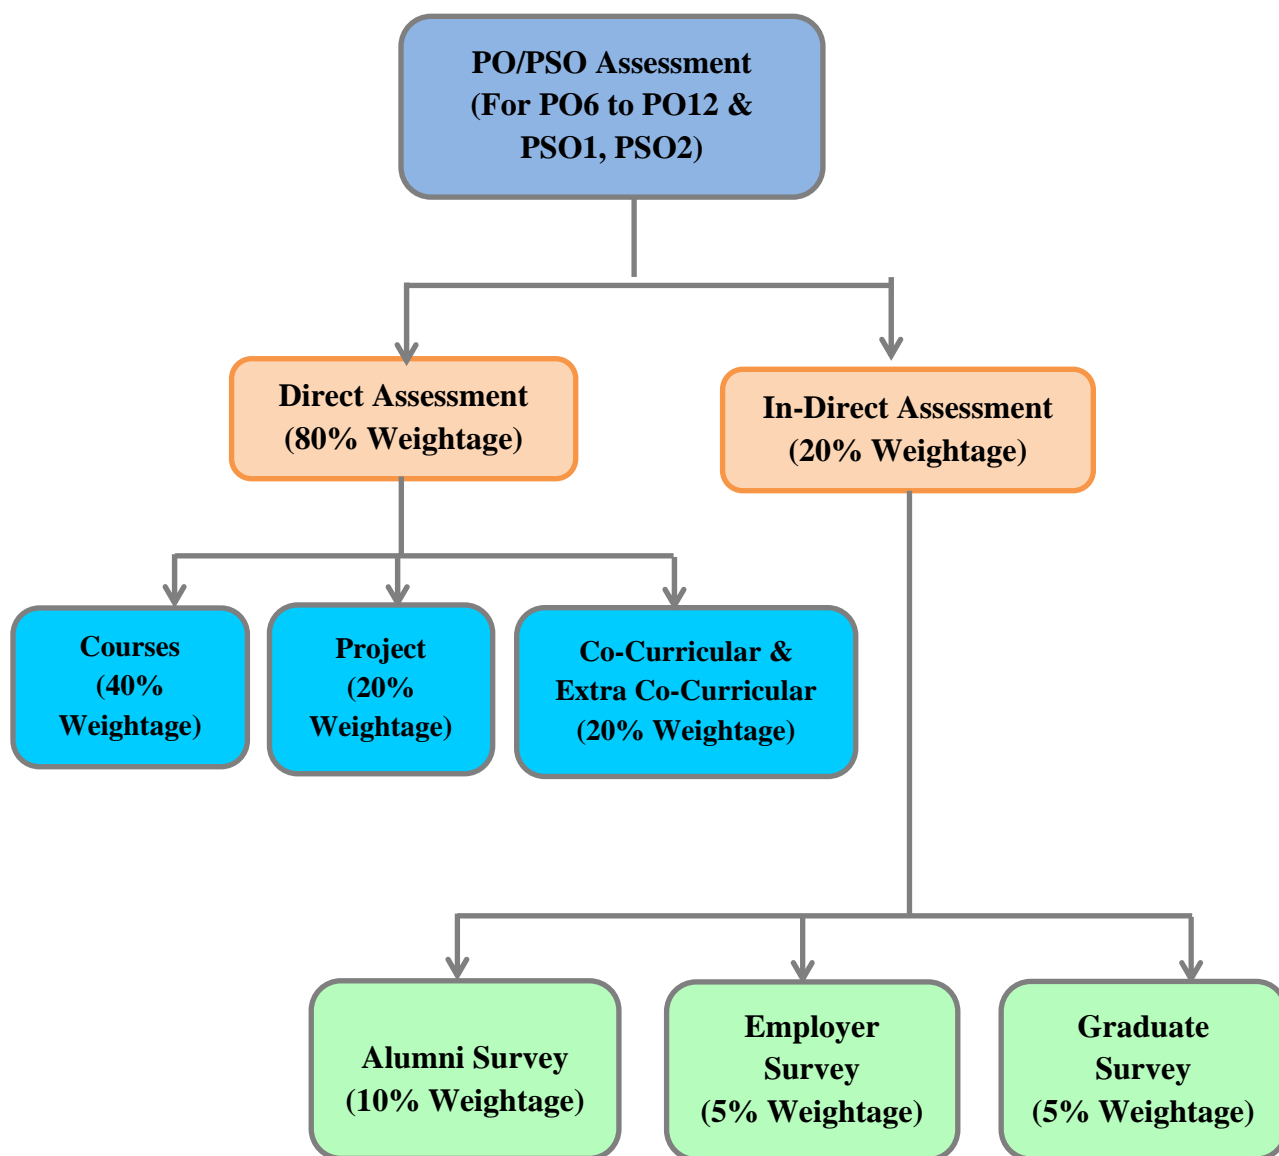 PO/PSO Assessment
(For PO6 to PO12 &
PSO1, PSO2)
Direct Assessment
(80% Weightage)
In-Direct Assessment
(20% Weightage)
Courses
(40%
Weightage)
Project
(20%
Weightage)
Co-Curricular &
Extra Co-Curricular
(20% Weightage)
Alumni Survey
(10% Weightage)
Employer
Survey
(5% Weightage)
Graduate
Survey
(5% Weightage)